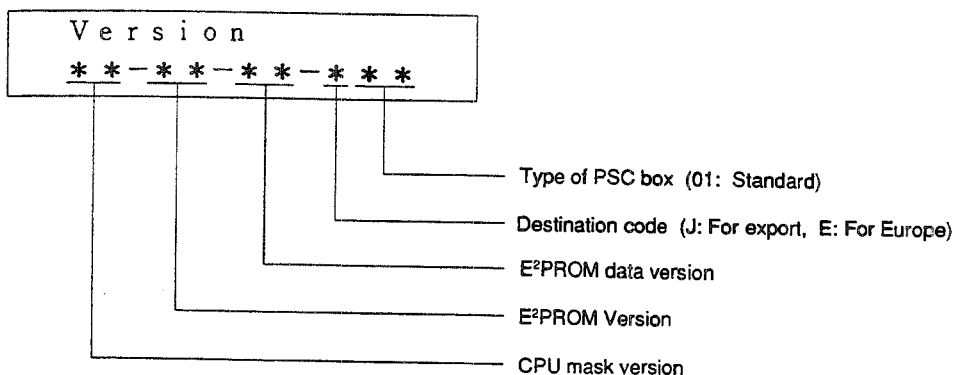 Version
**-**-**-***
Type of PSC box (01: Standard)
Destination code (J: For export, E: For Europe)
E²PROM data version
E²PROM Version
CPU mask version